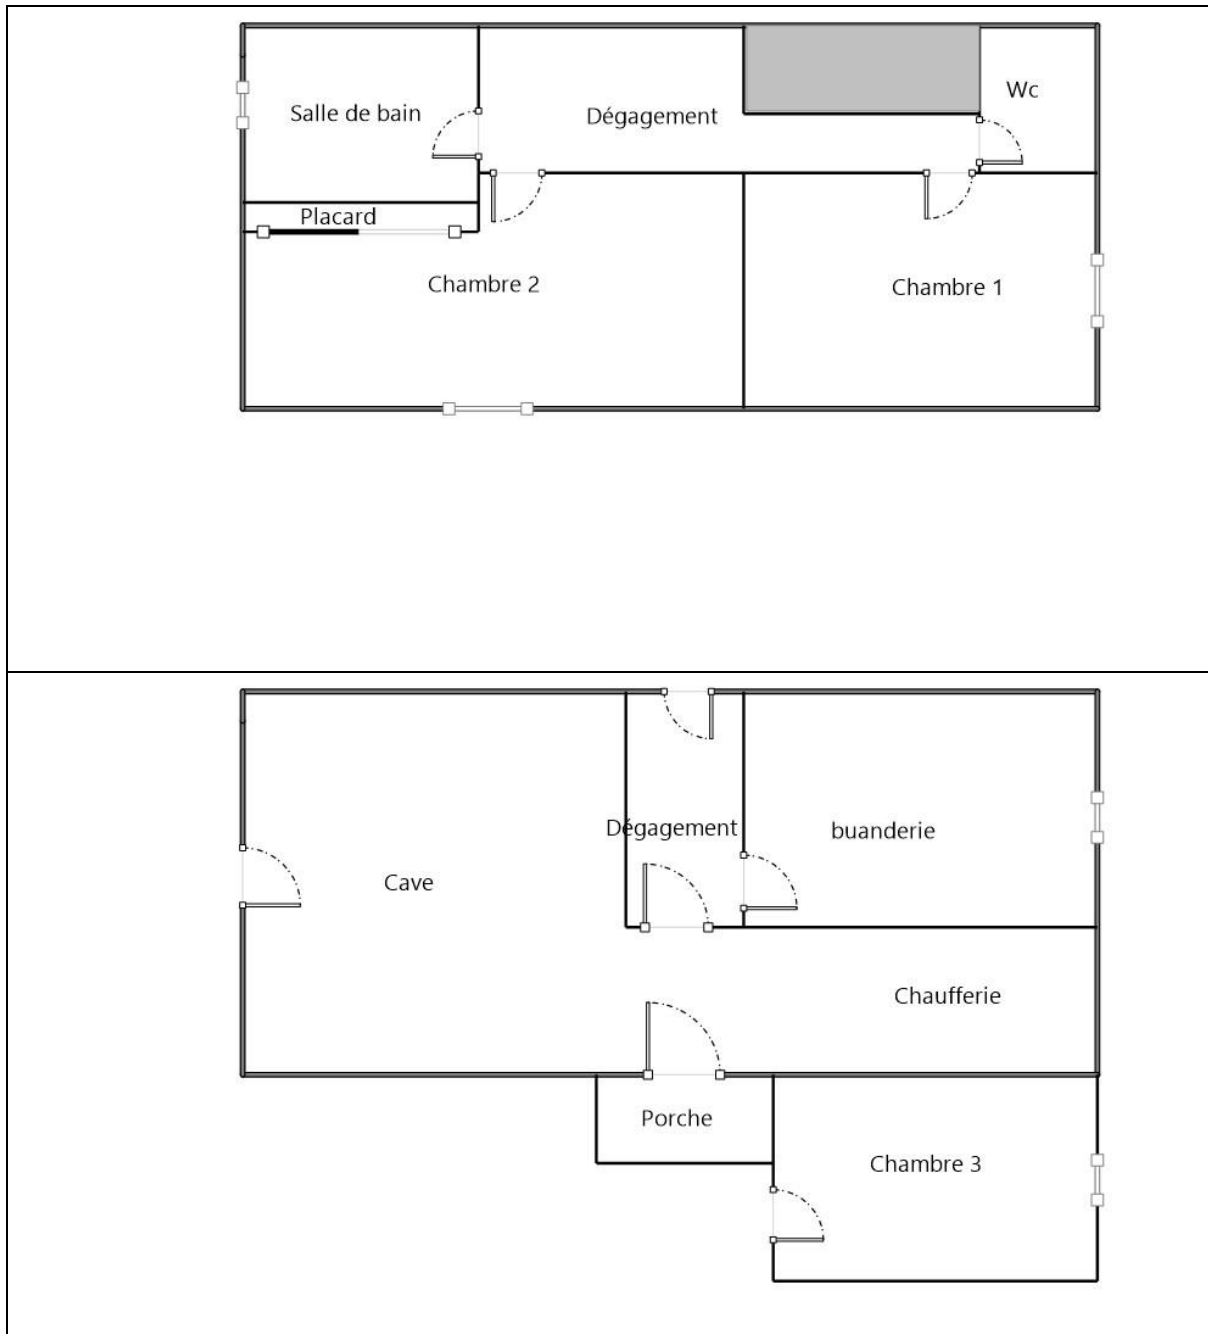 Wc
Salle de bain
Dégagement
Placard
Chambre 2
Chambre 1
Dégagement
buanderie
Cave
Chaufferie
Porche
Chambre 3